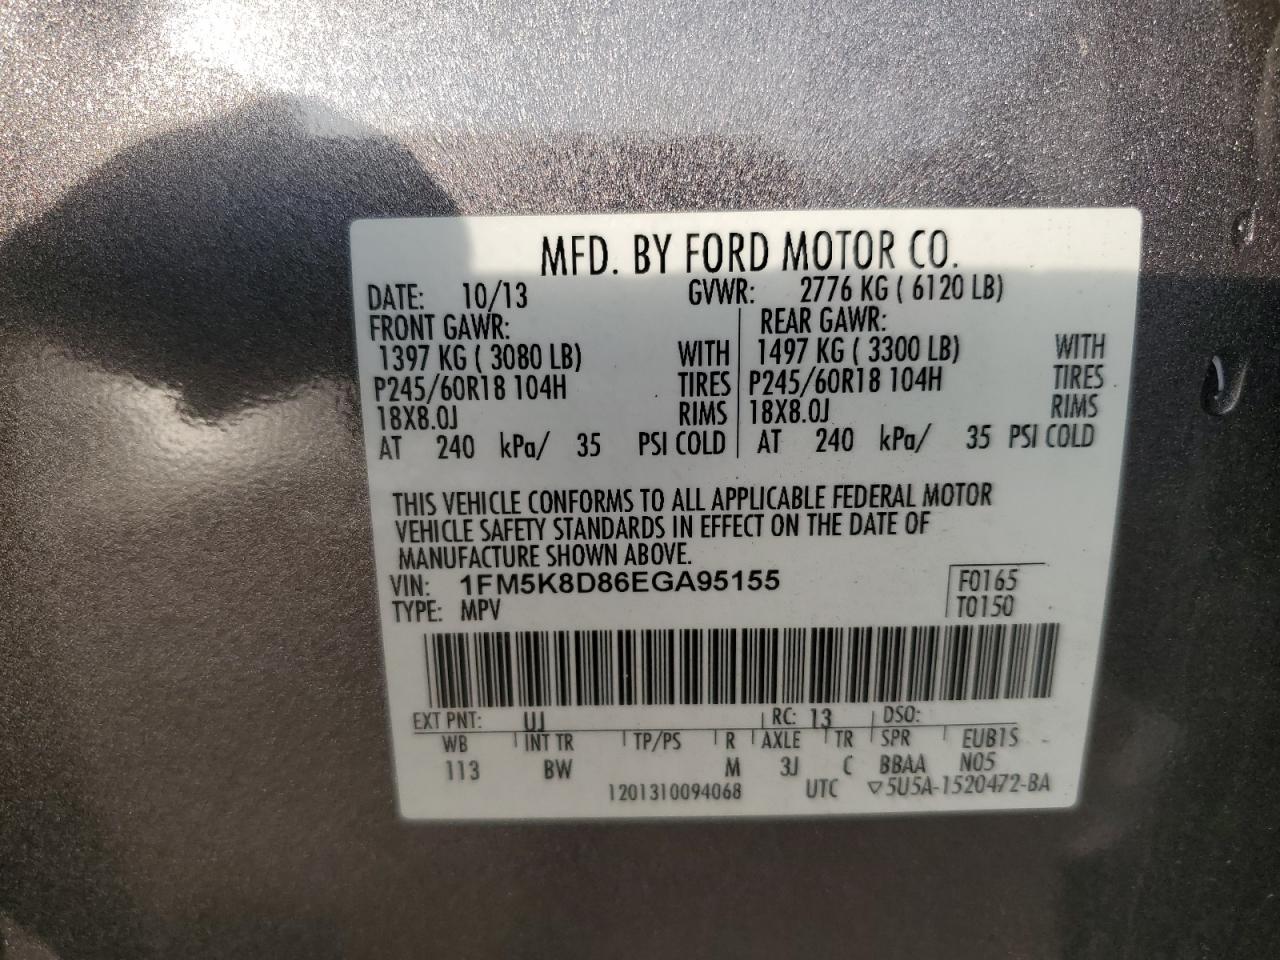 MFD. BY FORD MOTOR CO.
DATE: 10/13 GVWR: 2776 KG ( 6120 LB)
FRONT GAWR: REAR GAWR:
1397 KG ( 3080 LB) WITH 1497 KG ( 3300 LB) WITH
P245/60R18 104H TIRES P245/60R18 104H TIRES
18X8.0J RIMS 18X8.0J RIMS
AT 240 kPa/ 35 PSI COLD AT 240 kPa/ 35 PSI COLD
THIS VEHICLE CONFORMS TO ALL APPLICABLE FEDERAL MOTOR
VEHICLE SAFETY STANDARDS IN EFFECT ON THE DATE OF
MANUFACTURE SHOWN ABOVE.
VIN: 1FM5K8D86EGA95155 F0165
TYPE: MPV T0150
EXT PNT: UJ RC: 13 DSO:
WB INT TR TP/PS R AXLE TR SPR EUB1S
113 BW M 3J C BBAA N05
1201310094068 UTC ▽5U5A-1520472-BA